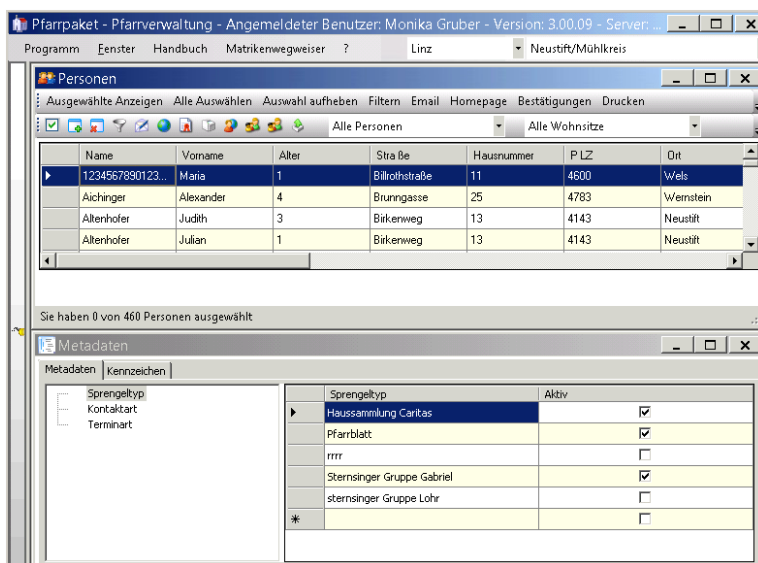 Pfarrpaket - Pfarrverwaltung - Angemeldeter Benutzer: Monika Gruber - Version: 3.00.09 - Server: ...
Programm Fenster Handbuch Matrikenwegweiser ? Linz Neustift/Mühlkreis
Personen
Ausgewählte Anzeigen Alle Auswählen Auswahl aufheben Filtern Email Homepage Bestätigungen Drucken
Alle Personen Alle Wohnsitze
Name Vorname Alter Straße Hausnummer PLZ Ort
1234567890123... Maria 1 Billrothstraße 11 4600 Wels
Aichinger Alexander 4 Brunngasse 25 4783 Wernstein
Altenhofer Judith 3 Birkenweg 13 4143 Neustift
Altenhofer Julian 1 Birkenweg 13 4143 Neustift
Sie haben 0 von 460 Personen ausgewählt
Metadaten
Metadaten Kennzeichen
Sprengeltyp
Kontaktart
Terminart
Sprengeltyp Aktiv
Haussammlung Caritas
Pfarrblatt
rrrr
Sternsinger Gruppe Gabriel
sternsinger Gruppe Lohr